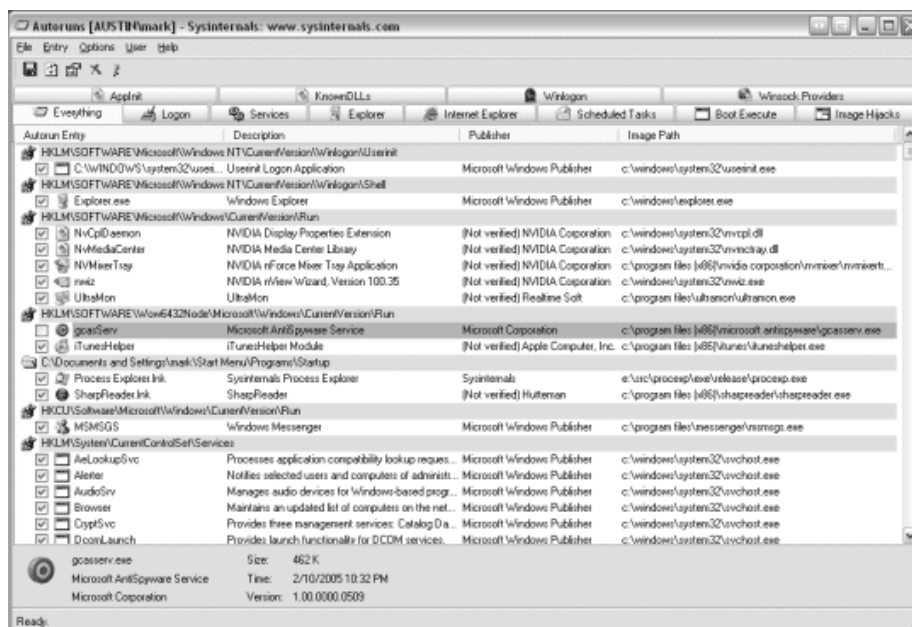 Autoruns [AUSTIN\mark] - Sysinternals: www.sysinternals.com
File Entry Options User Help
AppInit KnownDLLs Winlogon Winsock Providers
Everything Logon Services Explorer Internet Explorer Scheduled Tasks Boot Execute Image Hijacks
Autorun Entry Description Publisher Image Path
HKLM\SOFTWARE\Microsoft\Windows NT\CurrentVersion\Winlogon\Userinit
C:\WINDOWS\system32\useri... Userinit Logon Application Microsoft Windows Publisher c:\windows\system32\userinit.exe
HKLM\SOFTWARE\Microsoft\Windows NT\CurrentVersion\Winlogon\Shell
Explorer.exe Windows Explorer Microsoft Windows Publisher c:\windows\explorer.exe
HKLM\SOFTWARE\Microsoft\Windows\CurrentVersion\Run
NvCplDaemon NVIDIA Display Properties Extension (Not verified) NVIDIA Corporation c:\windows\system32\nvcpl.dll
NvMediaCenter NVIDIA Media Center Library (Not verified) NVIDIA Corporation c:\windows\system32\nvmctray.dll
NVMixerTray NVIDIA nForce Mixer Tray Application (Not verified) NVIDIA Corporation c:\program files (x86)\nvidia corporation\nvmixer\nvmixertr...
nwiz NVIDIA nView Wizard, Version 100.35 (Not verified) NVIDIA Corporation c:\windows\system32\nwiz.exe
UltraMon UltraMon (Not verified) Realtime Soft c:\program files\ultramon\ultramon.exe
HKLM\SOFTWARE\Wow6432Node\Microsoft\Windows\CurrentVersion\Run
gcasServ Microsoft AntiSpyware Service Microsoft Corporation c:\program files (x86)\microsoft antispyware\gcasserv.exe
iTunesHelper iTunesHelper Module (Not verified) Apple Computer, Inc. c:\program files (x86)\itunes\ituneshelper.exe
C:\Documents and Settings\mark\Start Menu\Programs\Startup
Process Explorer.lnk Sysinternals Process Explorer Sysinternals e:\src\procexp\exe\release\procexp.exe
SharpReader.lnk SharpReader (Not verified) Hutteman c:\program files (x86)\sharpreader\sharpreader.exe
HKCU\Software\Microsoft\Windows\CurrentVersion\Run
MSMSGS Windows Messenger Microsoft Windows Publisher c:\program files\messenger\msmsgs.exe
HKLM\System\CurrentControlSet\Services
AeLookupSvc Processes application compatibility lookup reques... Microsoft Windows Publisher c:\windows\system32\svchost.exe
Alerter Notifies selected users and computers of administr... Microsoft Windows Publisher c:\windows\system32\svchost.exe
AudioSrv Manages audio devices for Windows-based progr... Microsoft Windows Publisher c:\windows\system32\svchost.exe
Browser Maintains an updated list of computers on the net... Microsoft Windows Publisher c:\windows\system32\svchost.exe
CryptSvc Provides three management services: Catalog Da... Microsoft Windows Publisher c:\windows\system32\svchost.exe
DcomLaunch Provides launch functionality for DCOM services. Microsoft Windows Publisher c:\windows\system32\svchost.exe
gcasserv.exe Size: 462 K
Microsoft AntiSpyware Service Time: 2/10/2005 10:32 PM
Microsoft Corporation Version: 1.00.0000.0509
Ready.